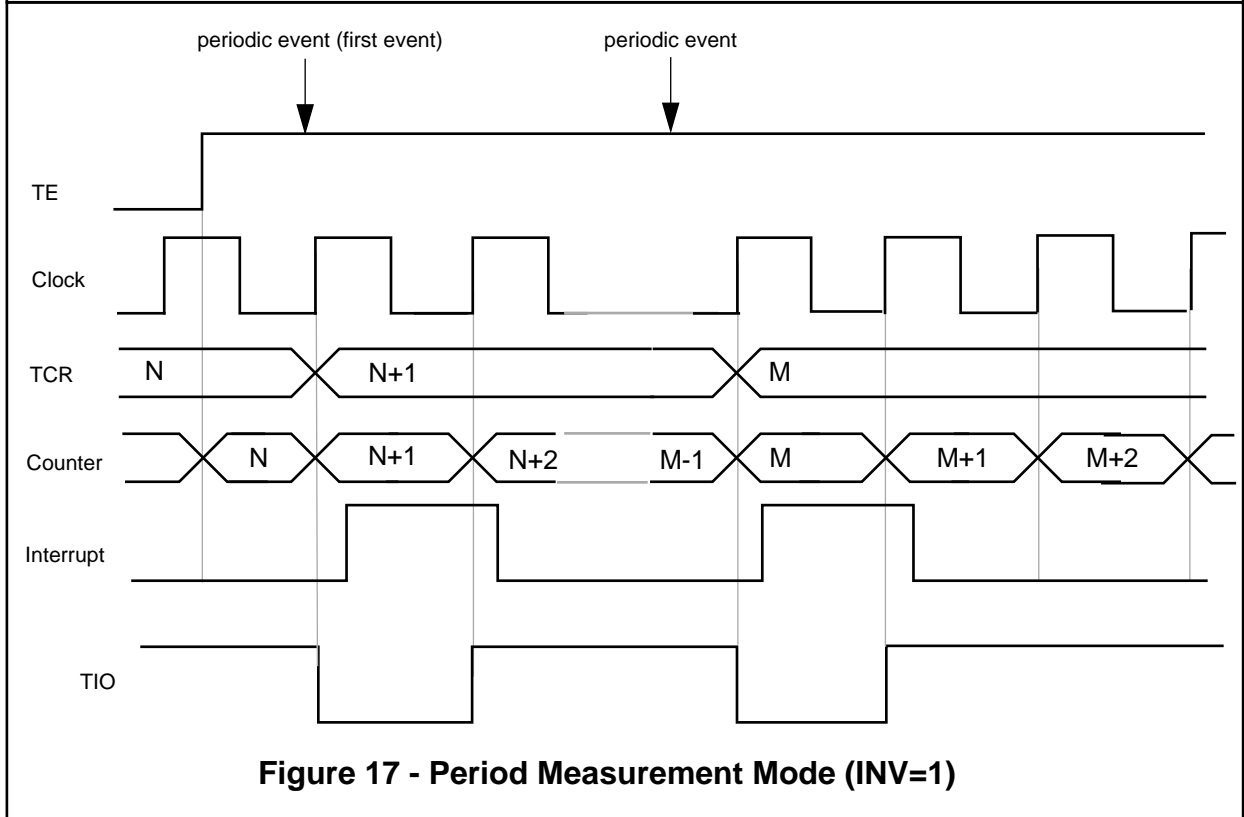 periodic event (first event) periodic event
TE
Clock
TCR N N+1 M
Counter N N+1 N+2 M-1 M M+1 M+2
Interrupt
TIO
Figure 17 - Period Measurement Mode (INV=1)